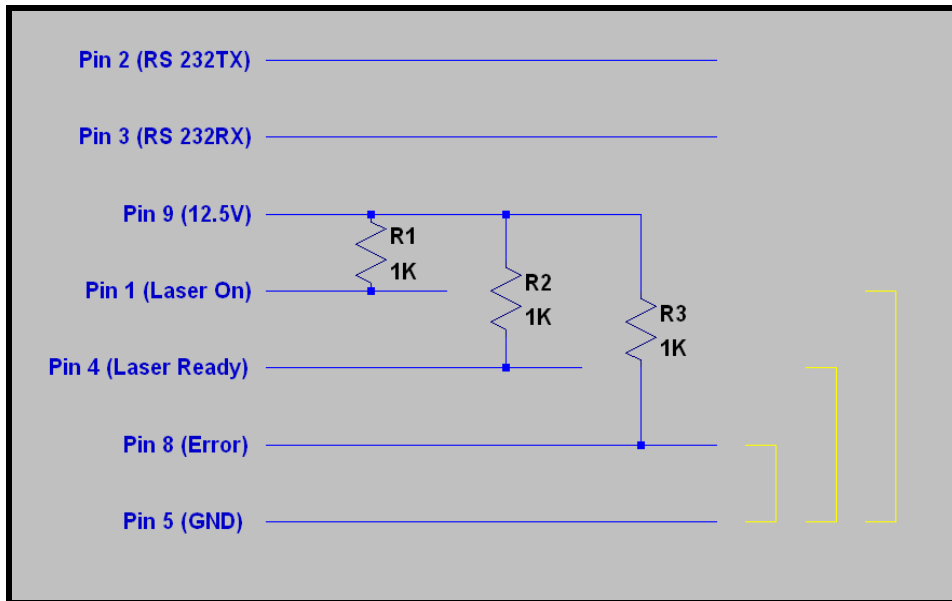 Pin 2 (RS 232TX)
Pin 3 (RS 232RX)
Pin 9 (12.5V)
R1
1K
Pin 1 (Laser On)
R2
1K
R3
1K
Pin 4 (Laser Ready)
Pin 8 (Error)
Pin 5 (GND)